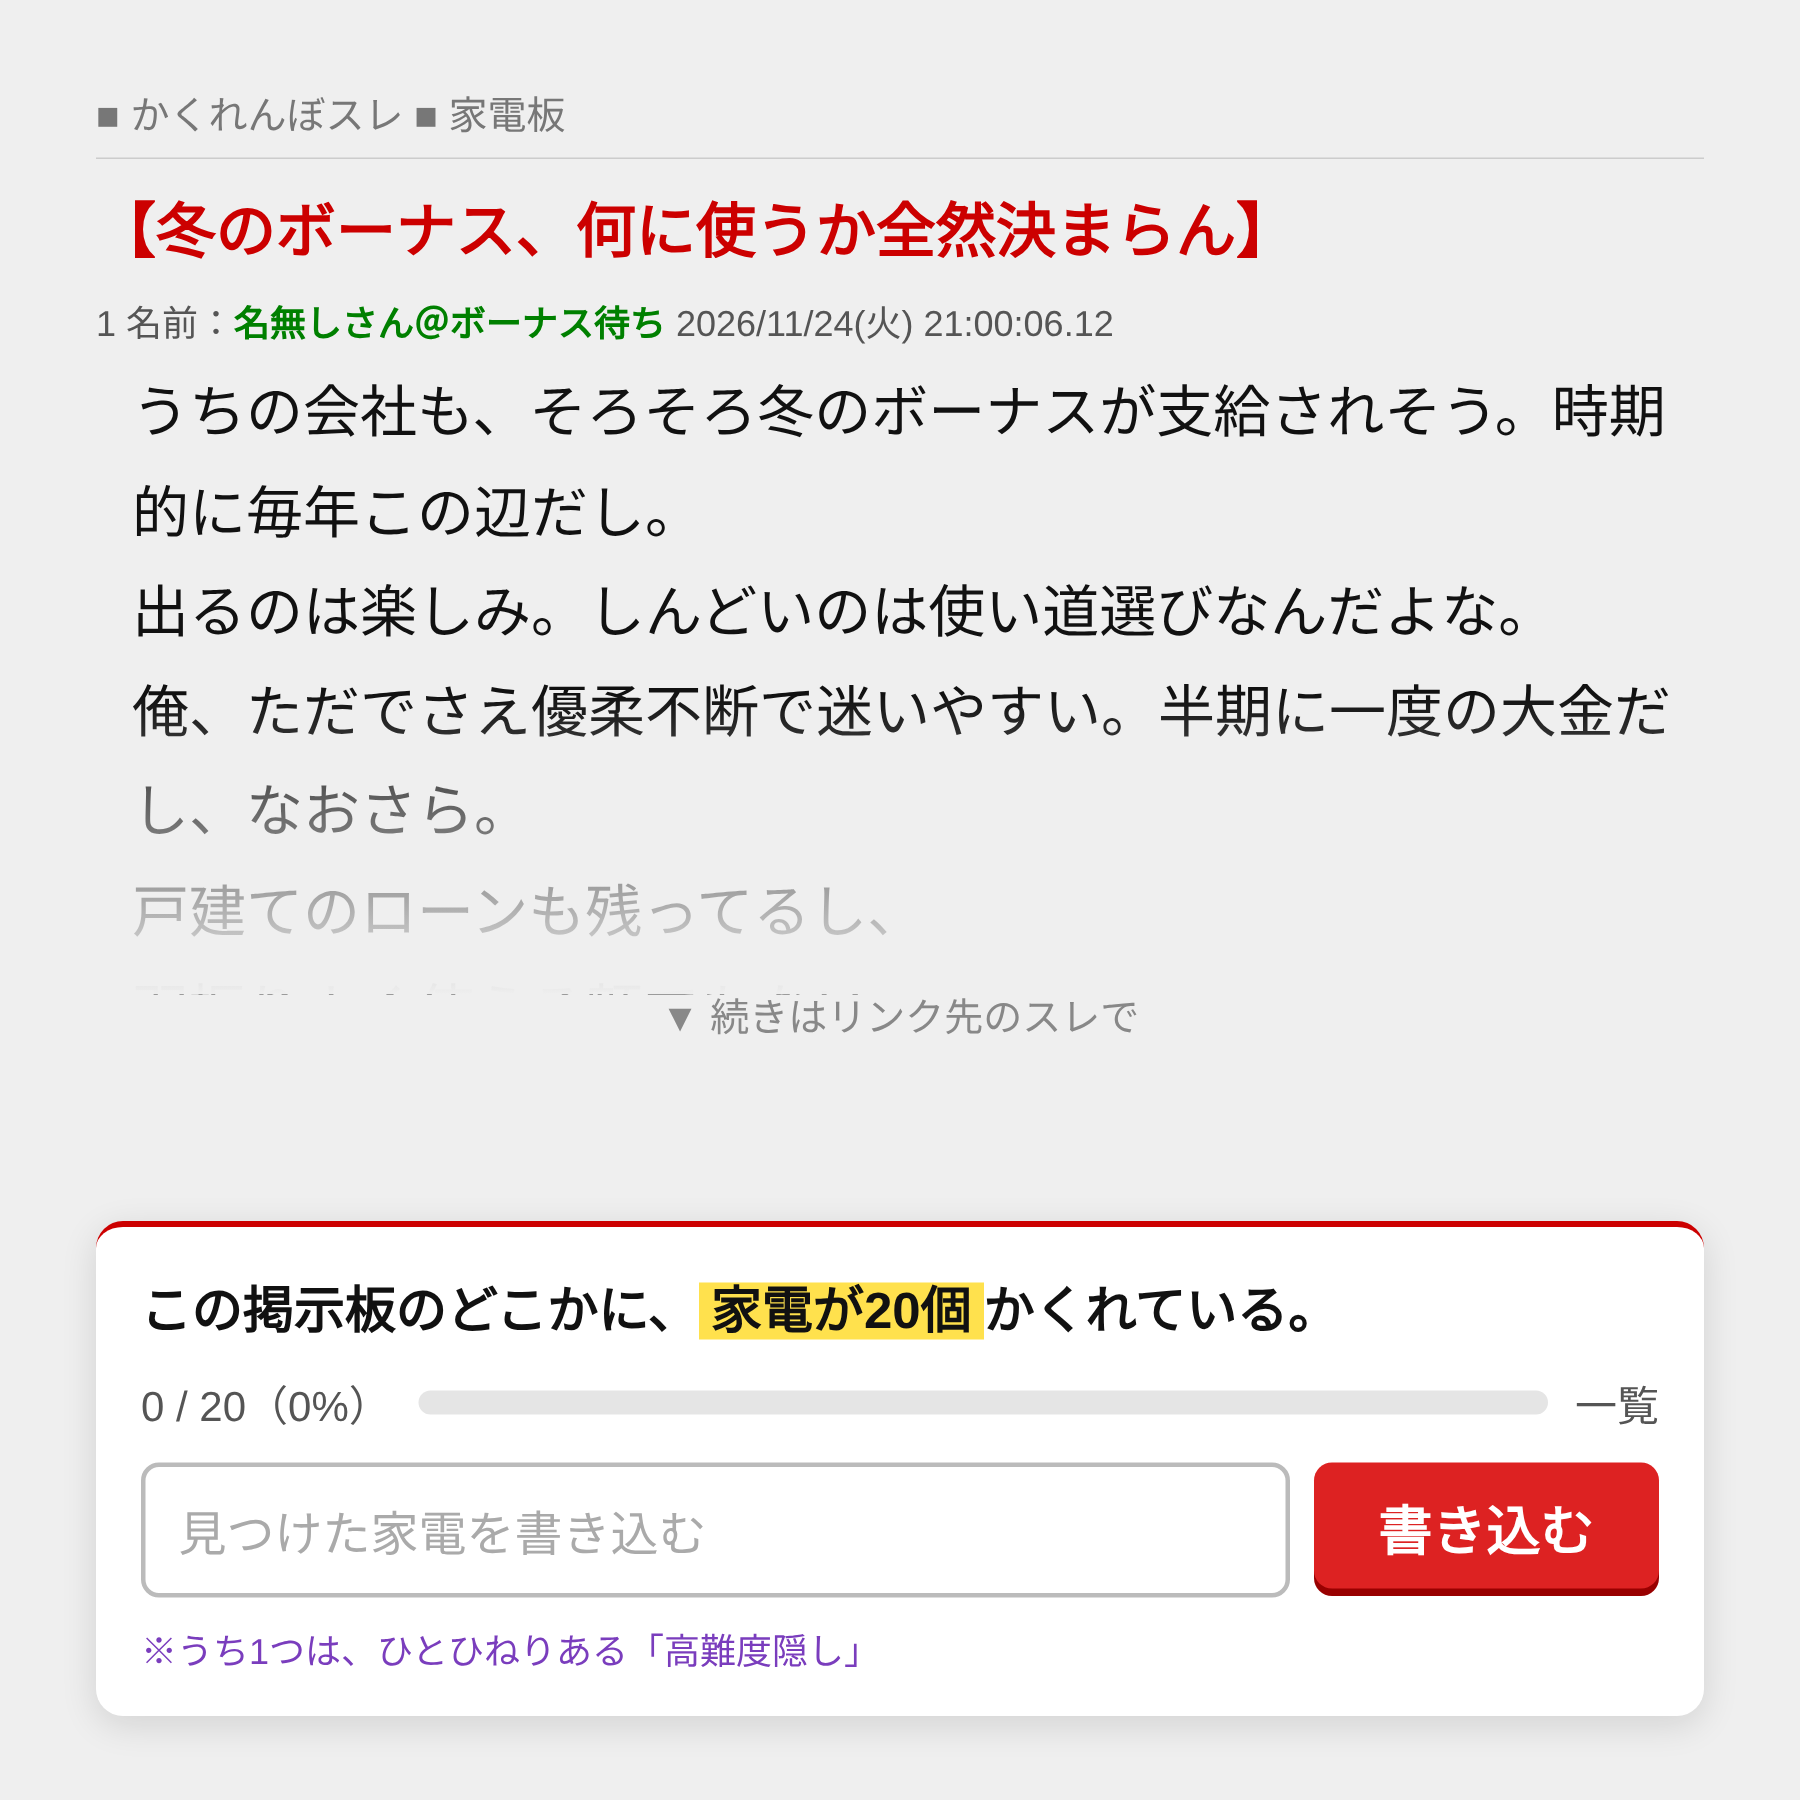 ■ かくれんぼスレ ■ 家電板
【冬のボーナス、何に使うか全然決まらん】
1 名前：名無しさん＠ボーナス待ち 2026/11/24(火) 21:00:06.12
うちの会社も、そろそろ冬のボーナスが支給されそう。時期
的に毎年この辺だし。
出るのは楽しみ。しんどいのは使い道選びなんだよな。
俺、ただでさえ優柔不断で迷いやすい。半期に一度の大金だ
し、なおさら。
戸建てのローンも残ってるし、
▼ 続きはリンク先のスレで
この掲示板のどこかに、家電が20個かくれている。
0 / 20（0%） 一覧
見つけた家電を書き込む 書き込む
※うち1つは、ひとひねりある「高難度隠し」